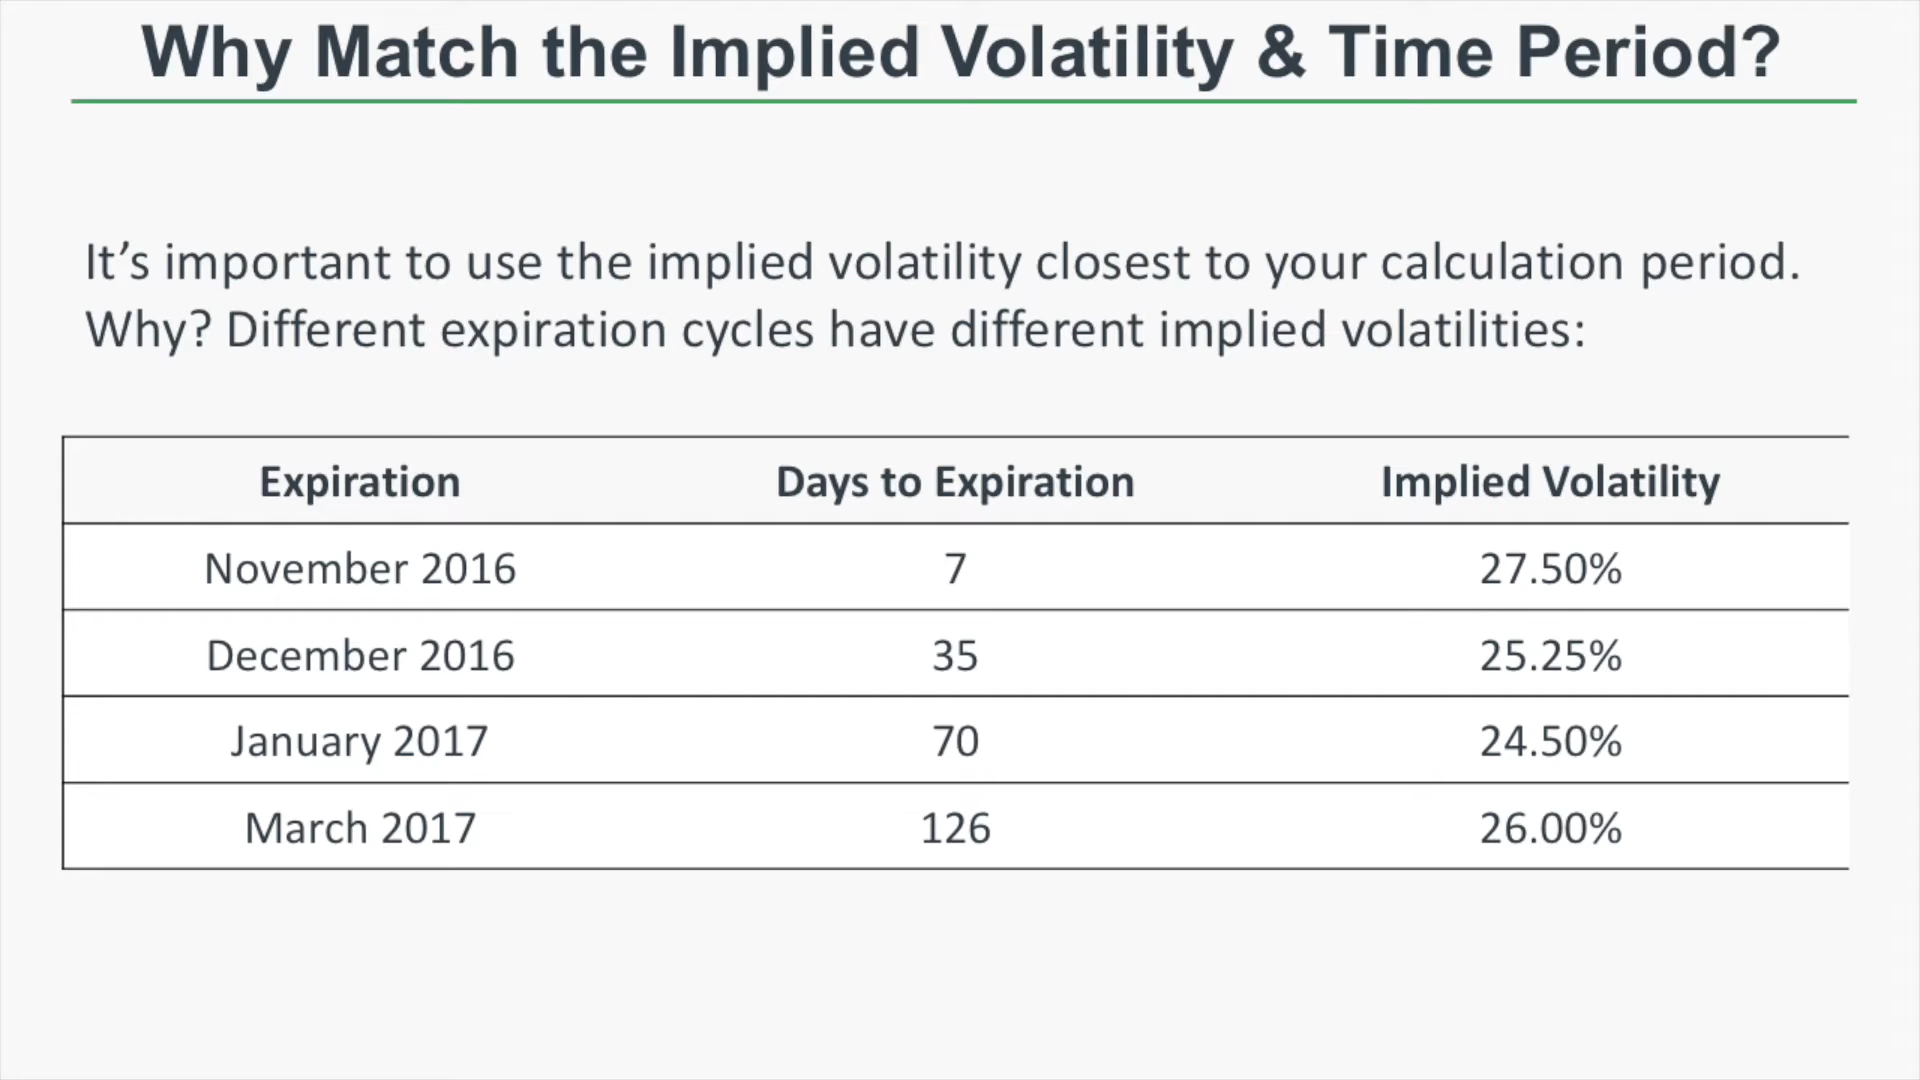 Why Match the Implied Volatility & Time Period?
It’s important to use the implied volatility closest to your calculation period.
Why? Different expiration cycles have different implied volatilities:
Expiration Days to Expiration Implied Volatility
November 2016 7 27.50%
December 2016 35 25.25%
January 2017 70 24.50%
March 2017 126 26.00%